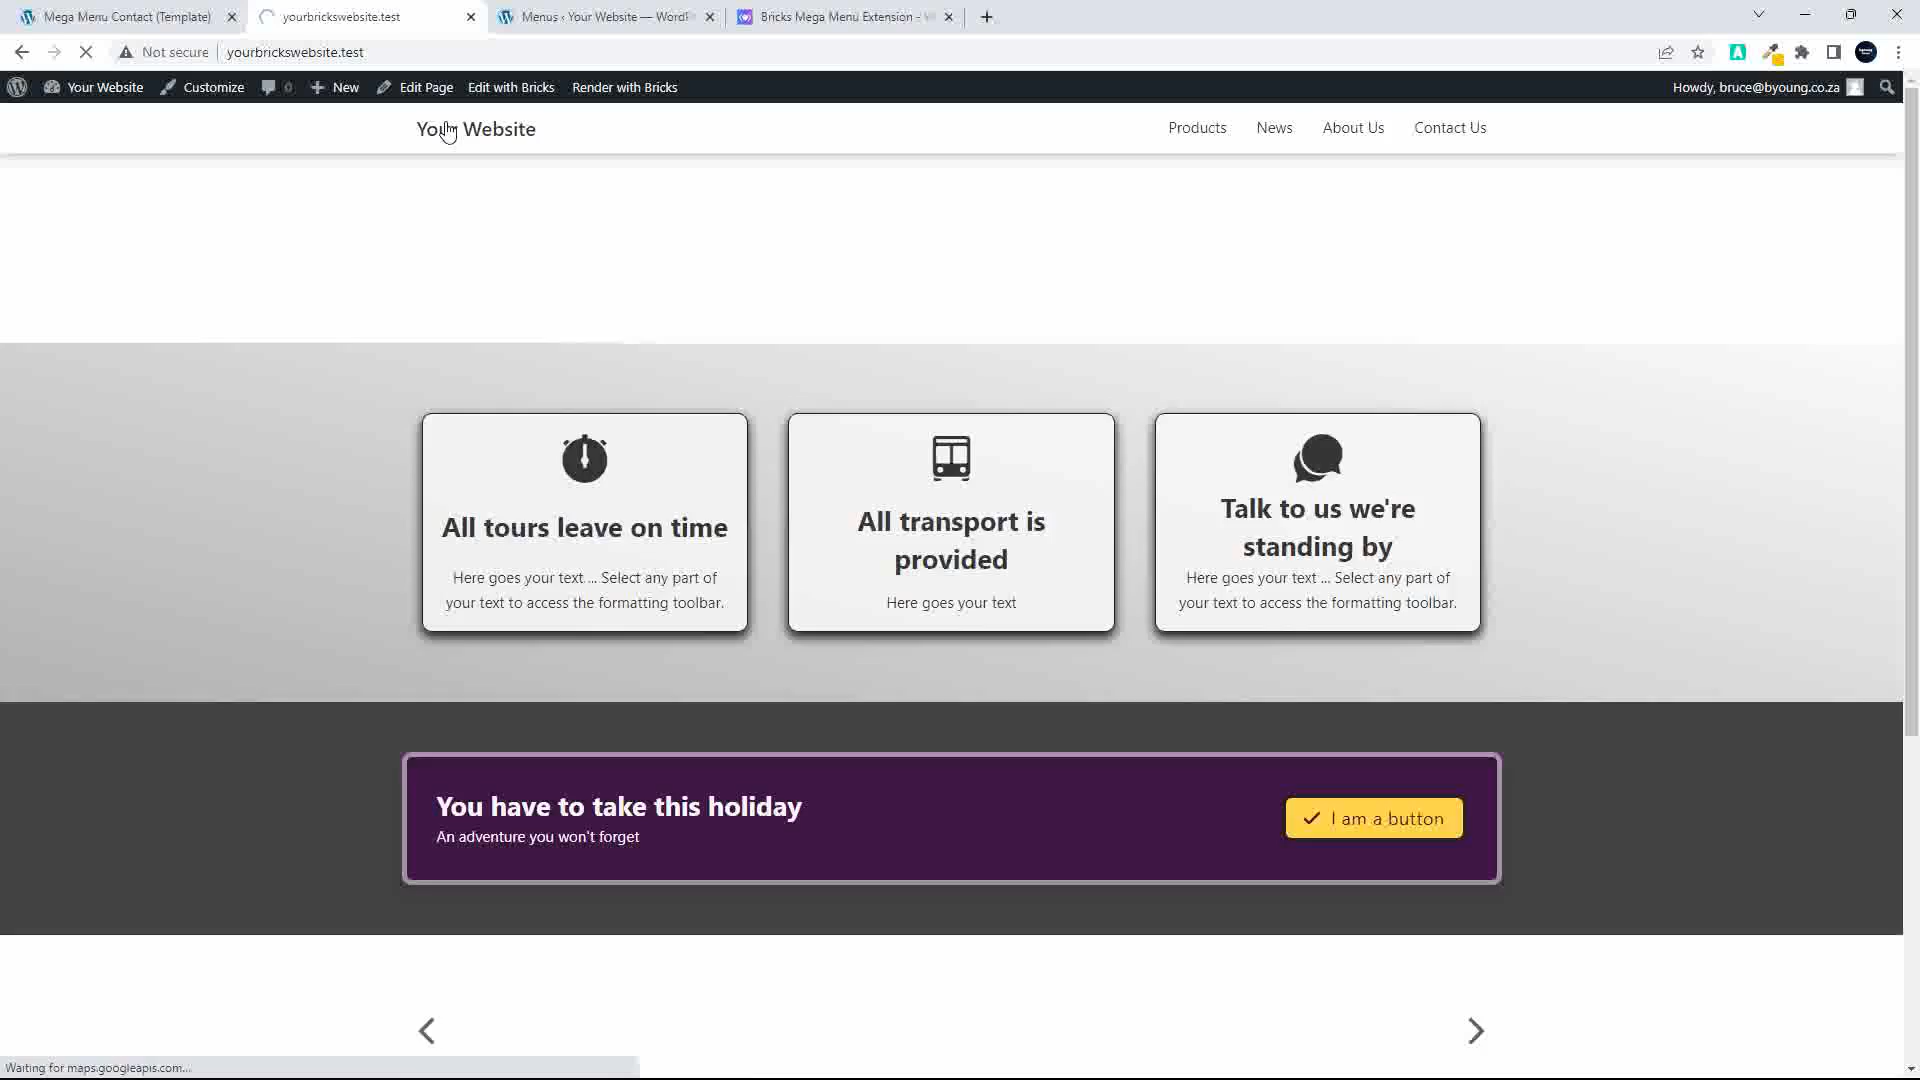 Mega Menu Contact (Template)
yourbrickswebsite.test
Menus ‹ Your Website — WordP
Bricks Mega Menu Extension -
Not secure
yourbrickswebsite.test
Your Website
Customize
0
New
Edit Page
Edit with Bricks
Render with Bricks
Howdy, bruce@byoung.co.za
Website
Products
News
About Us
Contact Us
All tours leave on time
Here goes your text ... Select any part of
your text to access the formatting toolbar.
All transport is
provided
Here goes your text
Talk to us we're
standing by
Here goes your text ... Select any part of
your text to access the formatting toolbar.
You have to take this holiday
An adventure you won't forget
I am a button
Waiting for maps.googleapis.com...